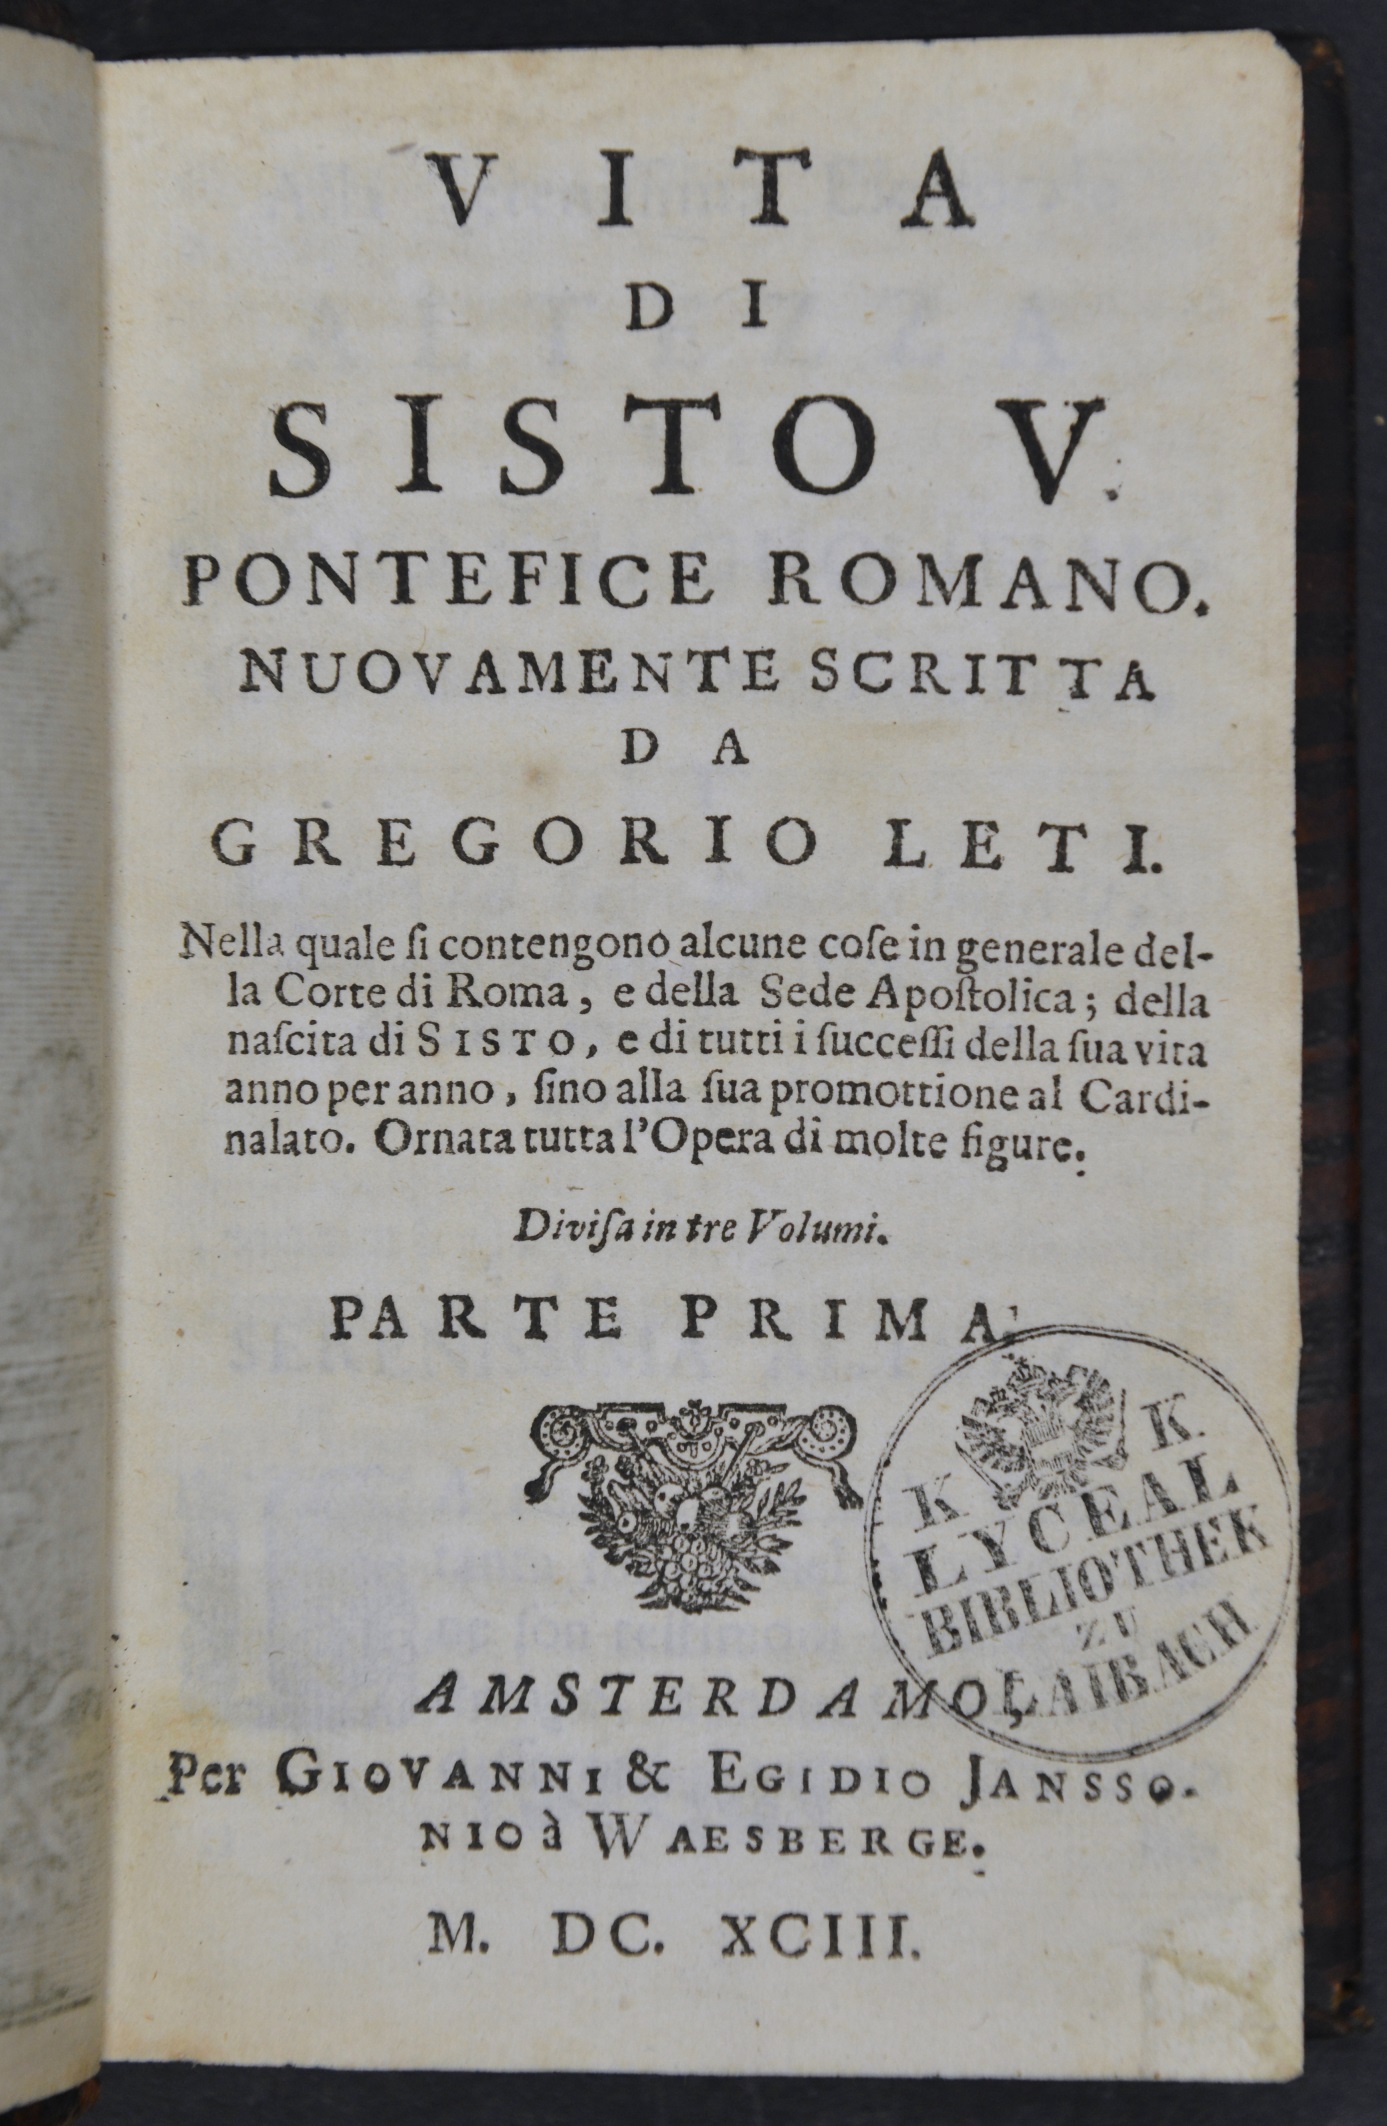 VITA
DI
SISTO V.
PONTEFICE ROMANO.
NUOVAMENTE SCRITTA
DA
GREGORIO LETI.
Nella quale ſi contengono alcune coſe in generale del-
la Corte di Roma, e della Sede Apoſtolica; della
naſcita di SISTO, e di tutti i ſucceſſi della ſua vita
anno per anno, ſino alla ſua promottione al Cardi-
nalato. Ornata tutta l'Opera di molte figure.
Diviſa in tre Volumi.
PARTE PRIMA.
K K
LYCEAL
BIBLIOTHEK
ZU
LAIBACH
AMSTERDAMO,
Per GIOVANNI & EGIDIO JANSSO-
NIO à WAESBERGE.
M. DC. XCIII.